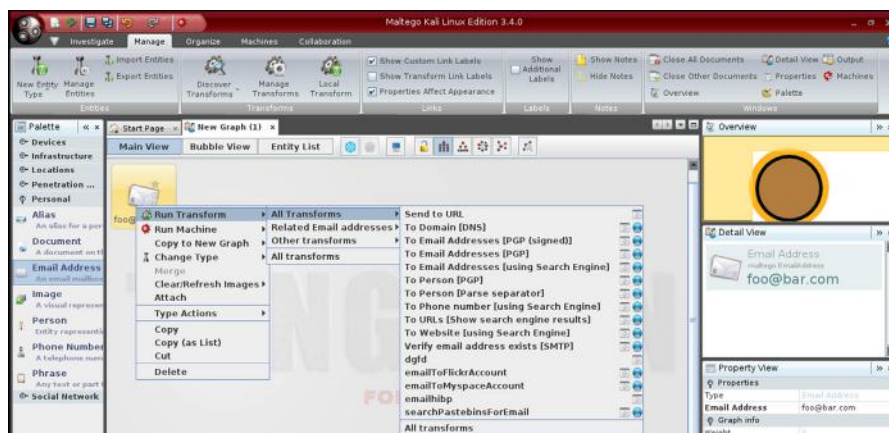 Maltego Kali Linux Edition 3.4.0
Investigate Manage Organize Machines Collaboration
New Entity Type
Manage Entities
Import Entities
Export Entities
Entities
Discover Transforms
Manage Transforms
Local Transform
Transforms
Show Custom Link Labels
Show Transform Link Labels
Properties Affect Appearance
Links
Show Additional Labels
Labels
Show Notes
Hide Notes
Notes
Close All Documents
Close Other Documents
Overview
Detail View
Output
Properties
Machines
Palette
Windows
Palette
Devices
Infrastructure
Locations
Penetration ...
Personal
Alias
An alias for a per
Document
A document on th
Email Address
An email mailbox
Image
A visual represen
Person
Entity representi
Phone Number
A telephone num
Phrase
Any text or part
Social Network
Start Page
New Graph (1)
Main View Bubble View Entity List
foo@
Run Transform
Run Machine
Copy to New Graph
Change Type
Merge
Clear/Refresh Images
Attach
Type Actions
Copy
Copy (as List)
Cut
Delete
All Transforms
Related Email addresses
Other transforms
All transforms
Send to URL
To Domain [DNS]
To Email Addresses [PGP (signed)]
To Email Addresses [PGP]
To Email Addresses [using Search Engine]
To Person [PGP]
To Person [Parse separator]
To Phone number [using Search Engine]
To URLs [Show search engine results]
To Website [using Search Engine]
Verify email address exists [SMTP]
dgfd
emailToFlickrAccount
emailToMyspaceAccount
emailhibp
searchPastebinsForEmail
All transforms
FO
Overview
Detail View
Email Address
maltego.EmailAddress
foo@bar.com
Property View
Properties
Type Email Address
Email Address foo@bar.com
Graph info
Weight